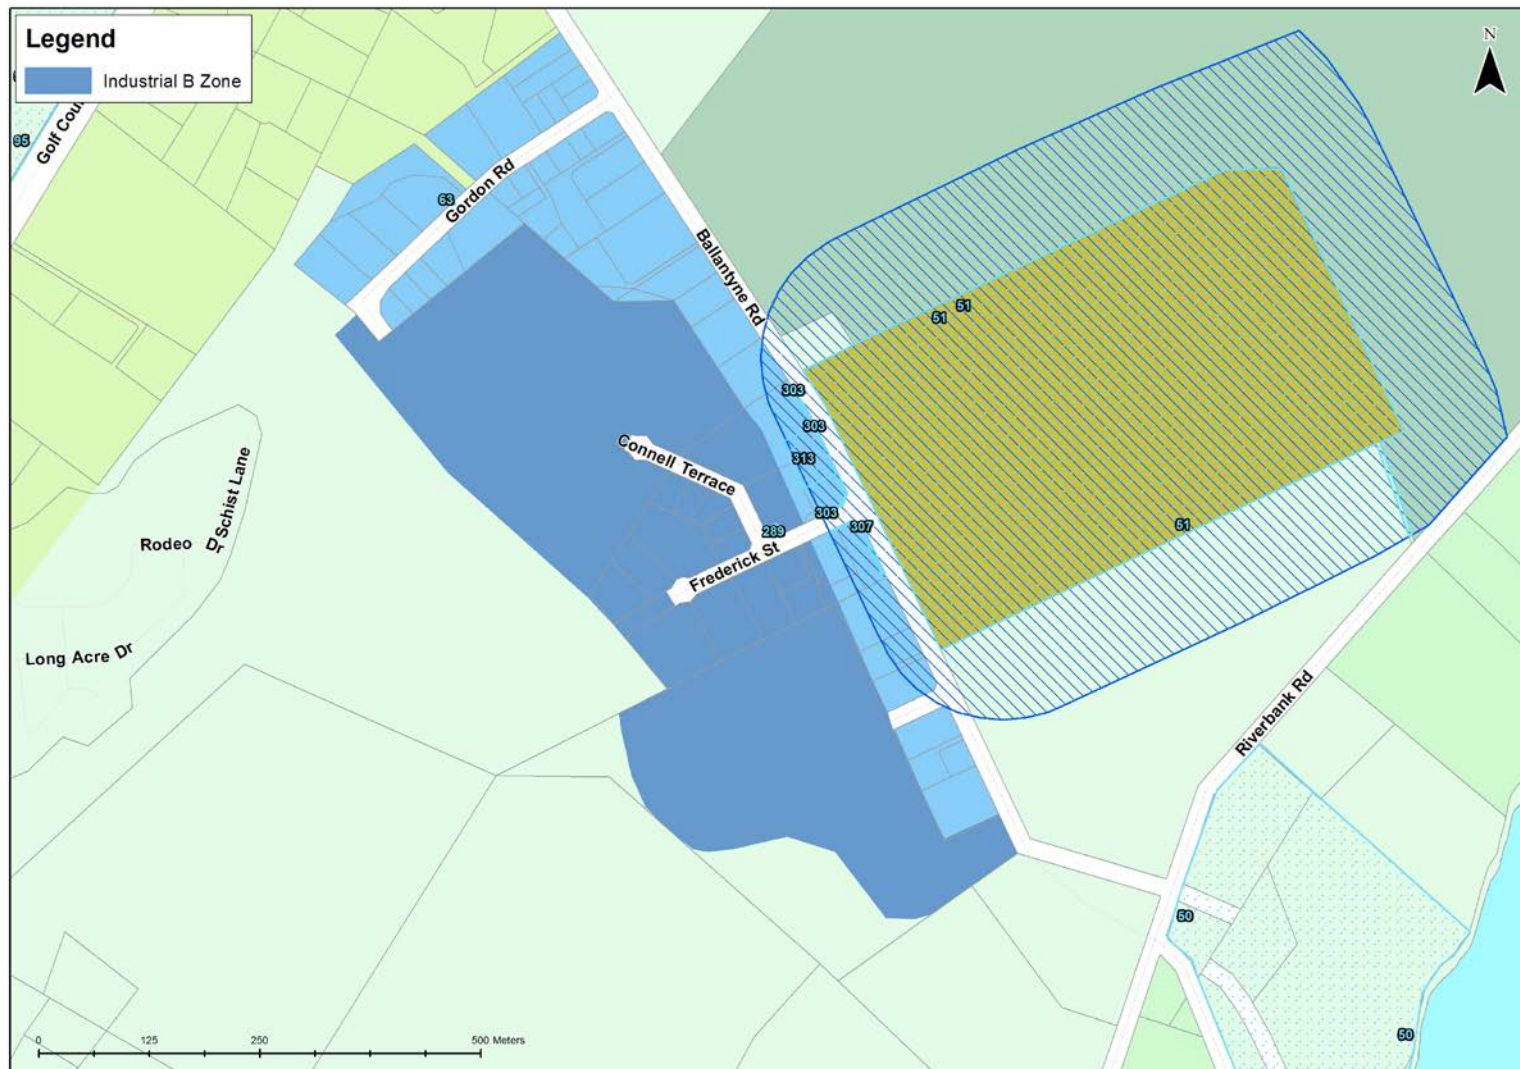 Legend
Industrial B Zone
N
95
Golf Cou
63
Gordon Rd
Ballantyne Rd
51
51
303
303
313
Connell Terrace
303
307
289
51
Frederick St
Schist Lane
Rodeo Dr
Long Acre Dr
Riverbank Rd
50
50
0 125 250 500 Meters